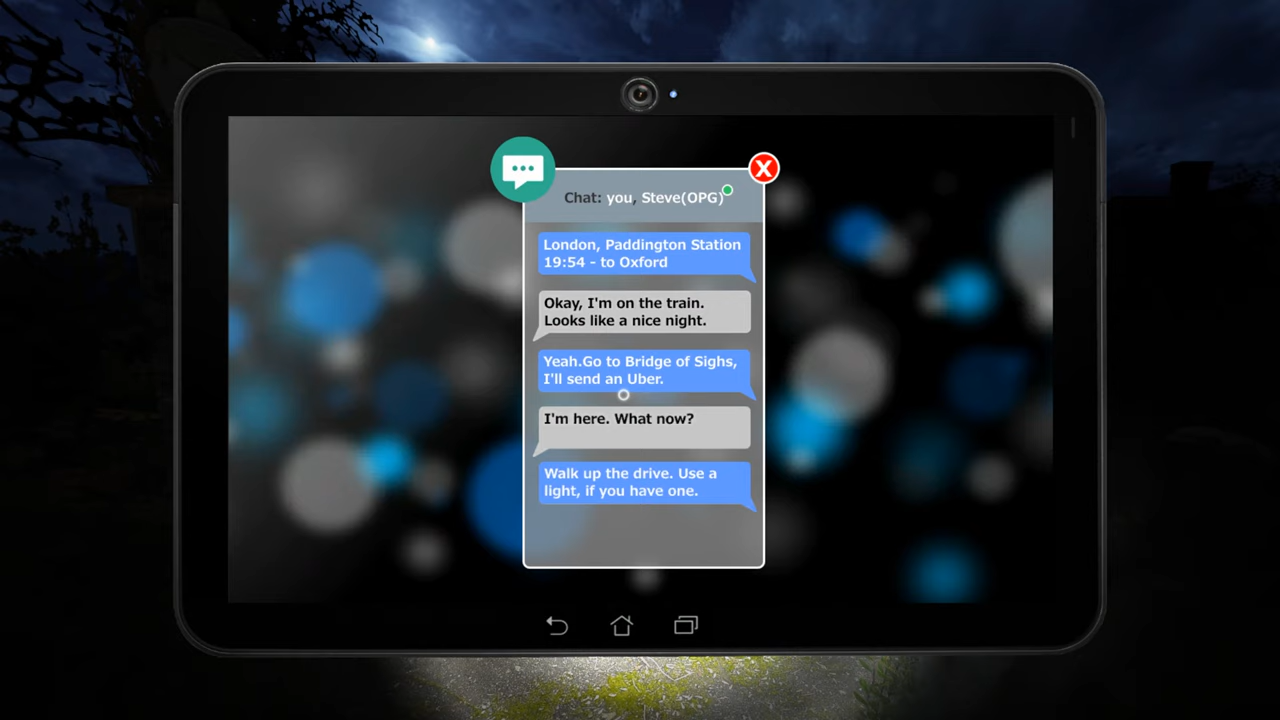 Chat: you, Steve(OPG)
London, Paddington Station
19:54 - to Oxford
Okay, I'm on the train.
Looks like a nice night.
Yeah.Go to Bridge of Sighs,
I'll send an Uber.
I'm here. What now?
Walk up the drive. Use a
light, if you have one.